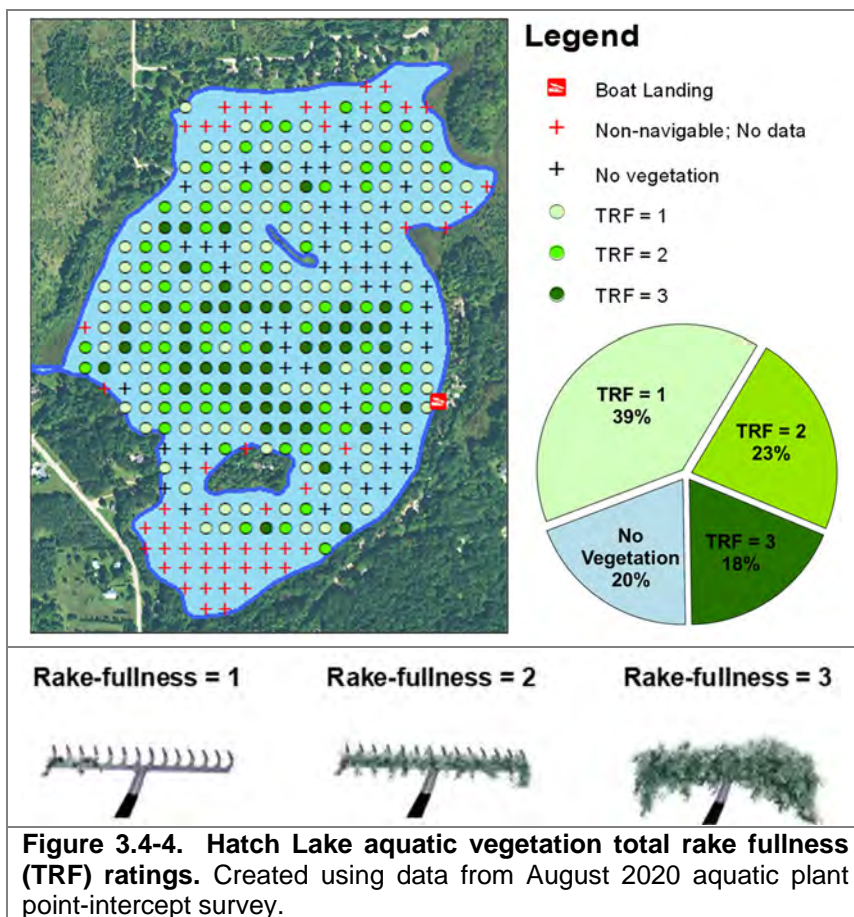 Legend
Boat Landing
Non-navigable; No data
No vegetation
TRF = 1
TRF = 2
TRF = 3
TRF = 1
39%
TRF = 2
23%
No
Vegetation
20%
TRF = 3
18%
Rake-fullness = 1
Rake-fullness = 2
Rake-fullness = 3
Figure 3.4-4. Hatch Lake aquatic vegetation total rake fullness
(TRF) ratings. Created using data from August 2020 aquatic plant
point-intercept survey.